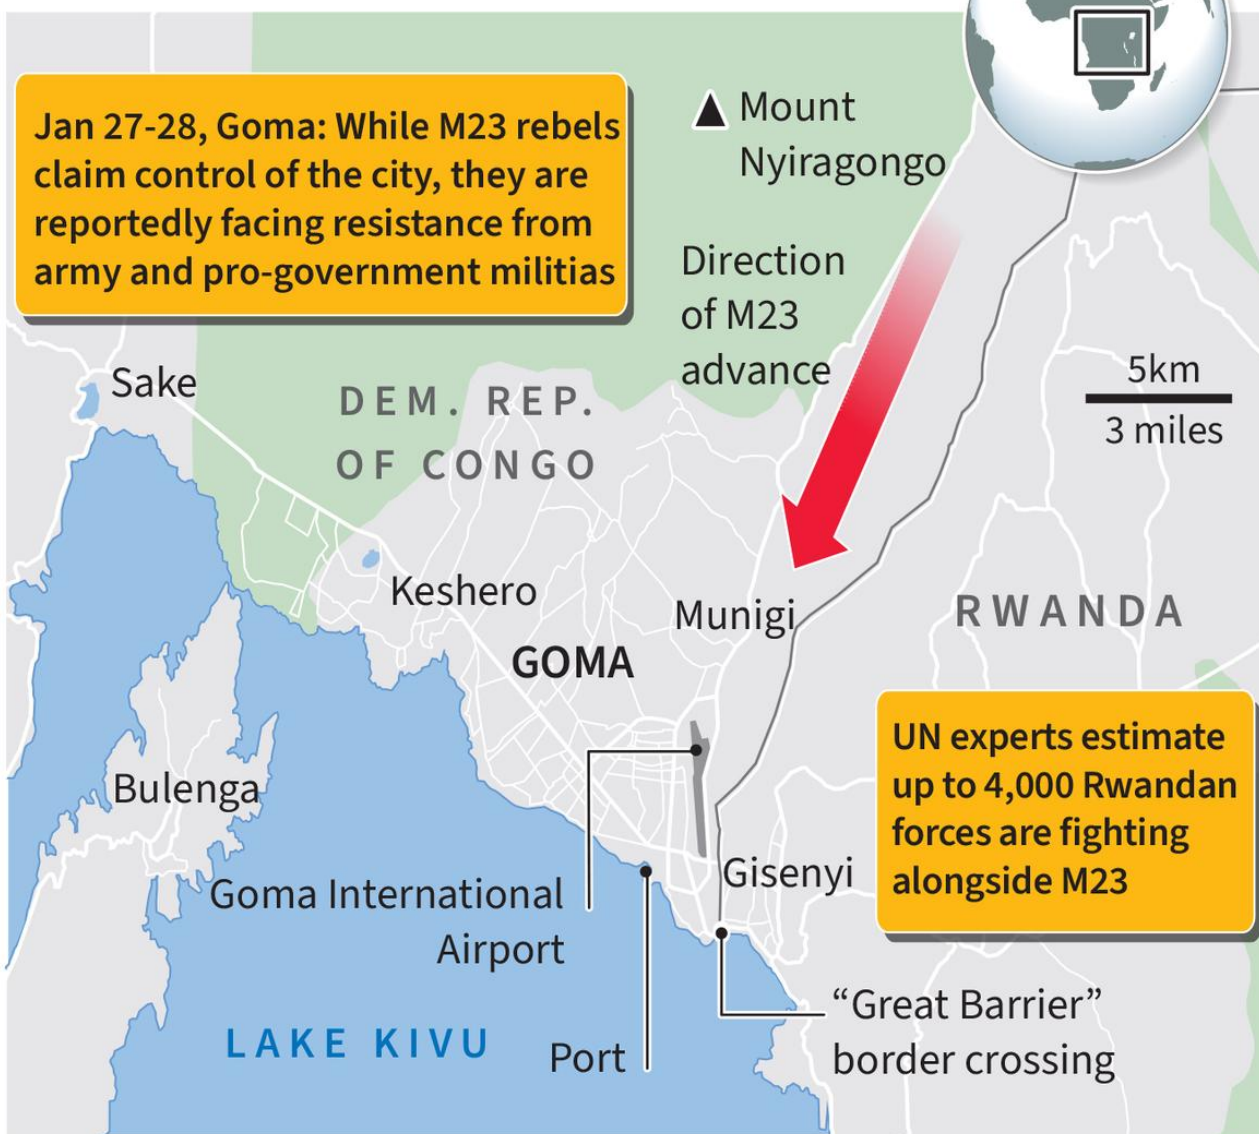 Jan 27-28, Goma: While M23 rebels
claim control of the city, they are
reportedly facing resistance from
army and pro-government militias
Mount
Nyiragongo
Direction
of M23
advance
5km
3 miles
Sake
DEM. REP.
OF CONGO
Keshero
GOMA
Munigi
RWANDA
UN experts estimate
up to 4,000 Rwandan
forces are fighting
alongside M23
Bulenga
Gisenyi
Goma International
Airport
LAKE KIVU
Port
“Great Barrier”
border crossing